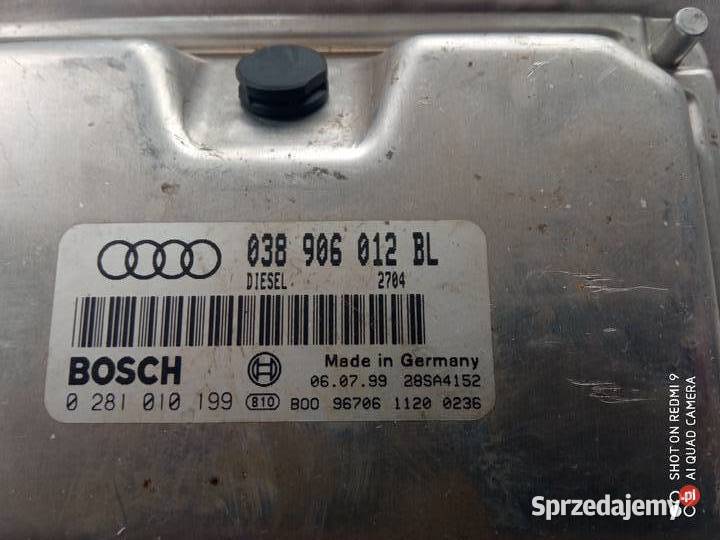 038 906 012 BL
DIESEL 2704
BOSCH
Made in Germany
06.07.99 28SA4152
0 281 010 199 810 B00 96706 1120 0236
SHOT ON REDMI 9
AI QUAD CAMERA
Sprzedajemy.pl